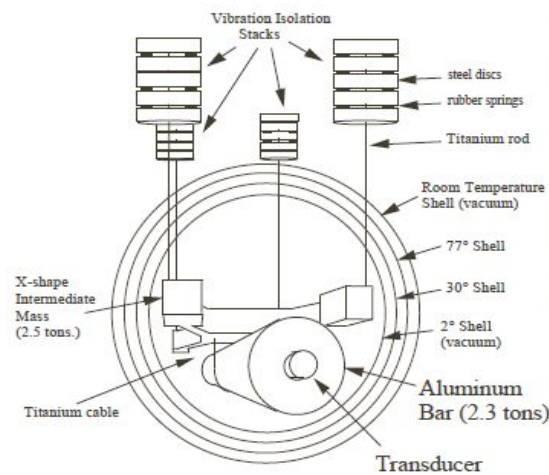 Vibration Isolation
Stacks
steel discs
rubber springs
Titanium rod
Room Temperature
Shell (vacuum)
77° Shell
X-shape
Intermediate
Mass
(2.5 tons.)
30° Shell
2° Shell
(vacuum)
Titanium cable
Aluminum
Bar (2.3 tons)
Transducer